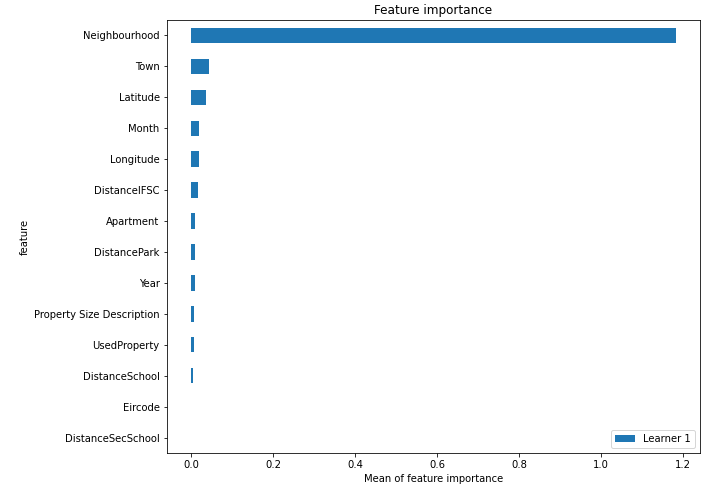 Feature importance
Neighbourhood
Town
Latitude
Month
Longitude
DistanceIFSC
Apartment
DistancePark
Year
Property Size Description
UsedProperty
DistanceSchool
Eircode
DistanceSecSchool
feature
Learner 1
0.0 0.2 0.4 0.6 0.8 1.0 1.2
Mean of feature importance